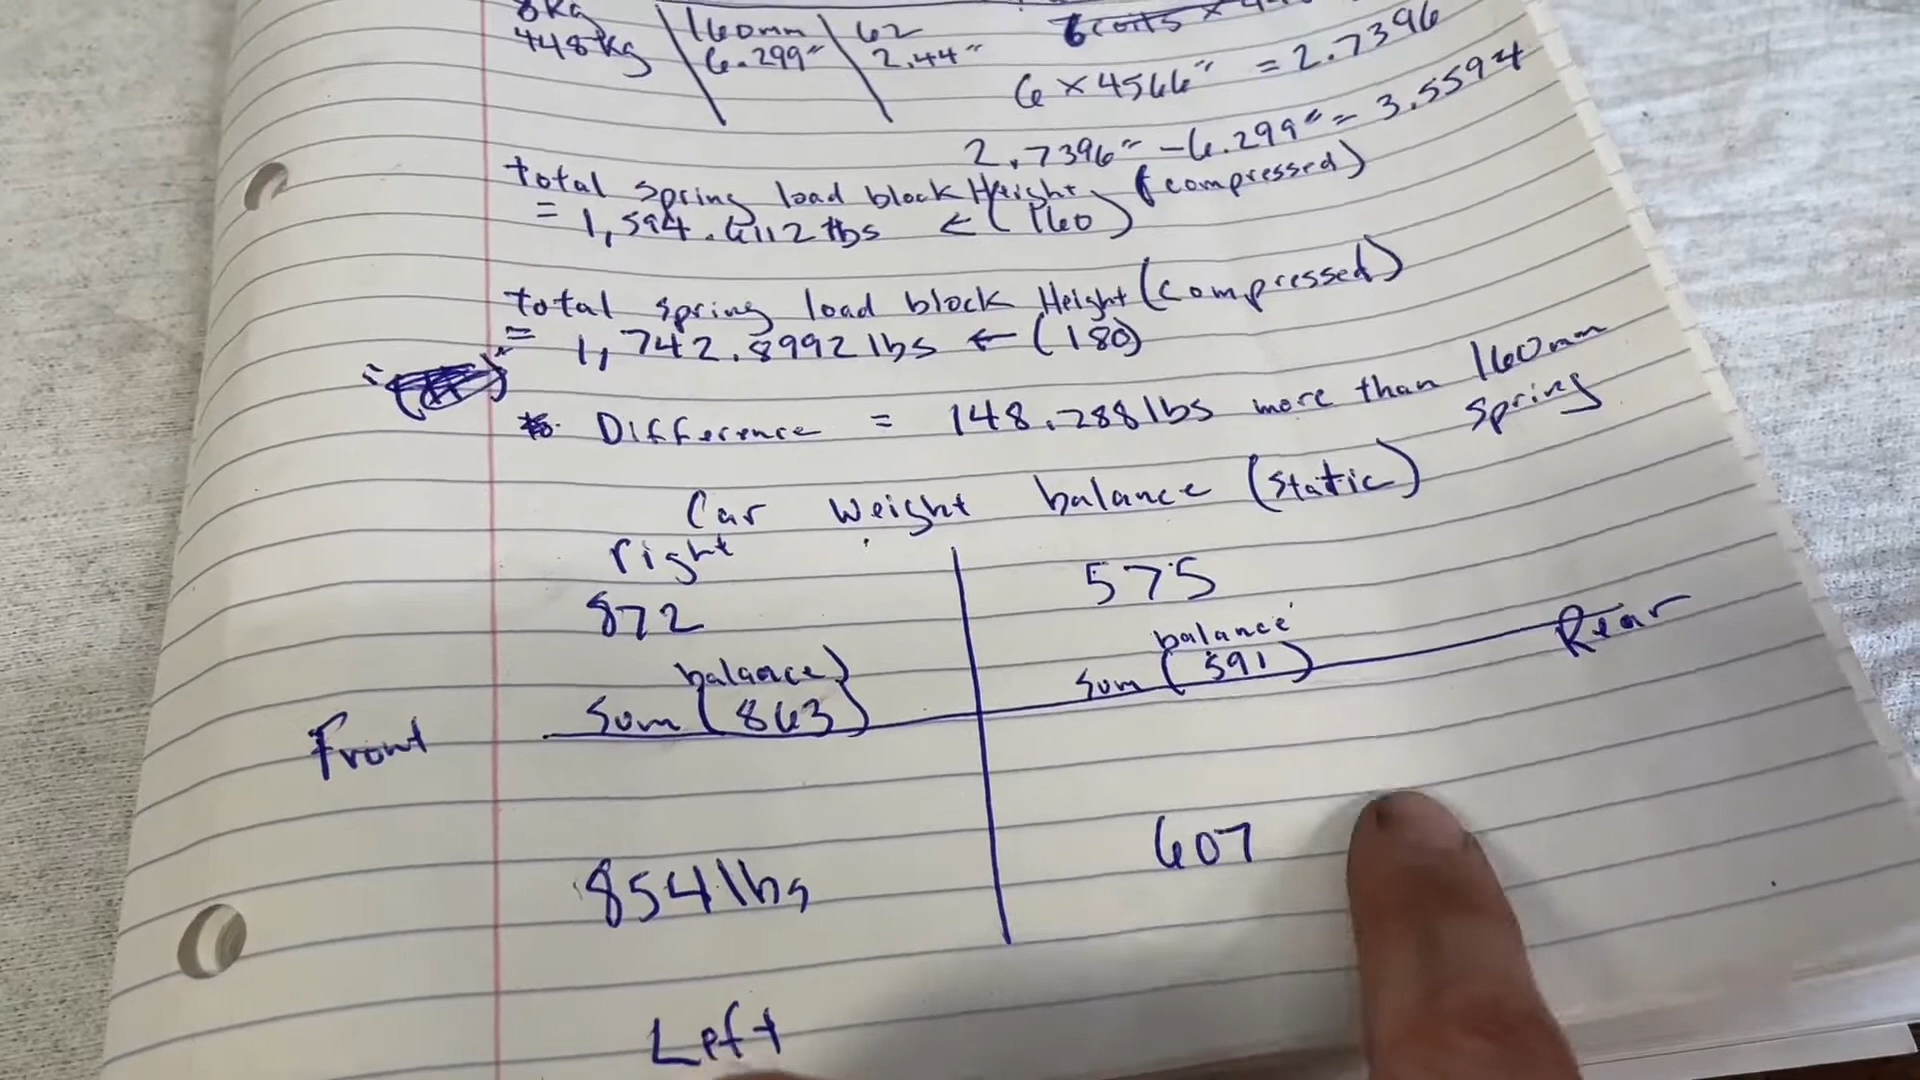 8kg 160mm 62
448kg 6.299" 2.44"
6 x 4566" = 2.7396
2.7396" - 6.299" = 3.5594
total spring load block Height (compressed)
= 1,594.6112 lbs ← (160)
total spring load block Height (compressed)
= 1,742.8992 lbs ← (180)
Difference = 148.288 lbs more than 160mm
spring
Car weight balance (static)
right
872 575
balance balance
Sum (863) Sum (591) Rear
Front
854 lbs 607
Left